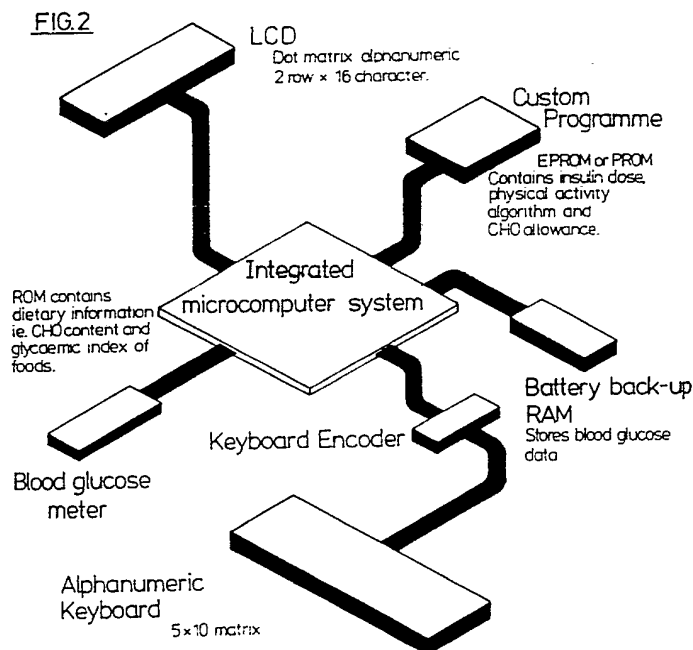 FIG.2
LCD
Dot matrix alphanumeric
2 row × 16 character.
Custom
Programme
EPROM or PROM
Contains insulin dose,
physical activity
algorithm and
CHO allowance.
Integrated
microcomputer system
ROM contains
dietary information
ie. CHO content and
glycaemic index of
foods.
Battery back-up
RAM
Stores blood glucose
data
Keyboard Encoder
Blood glucose
meter
Alphanumeric
Keyboard
5×10 matrix